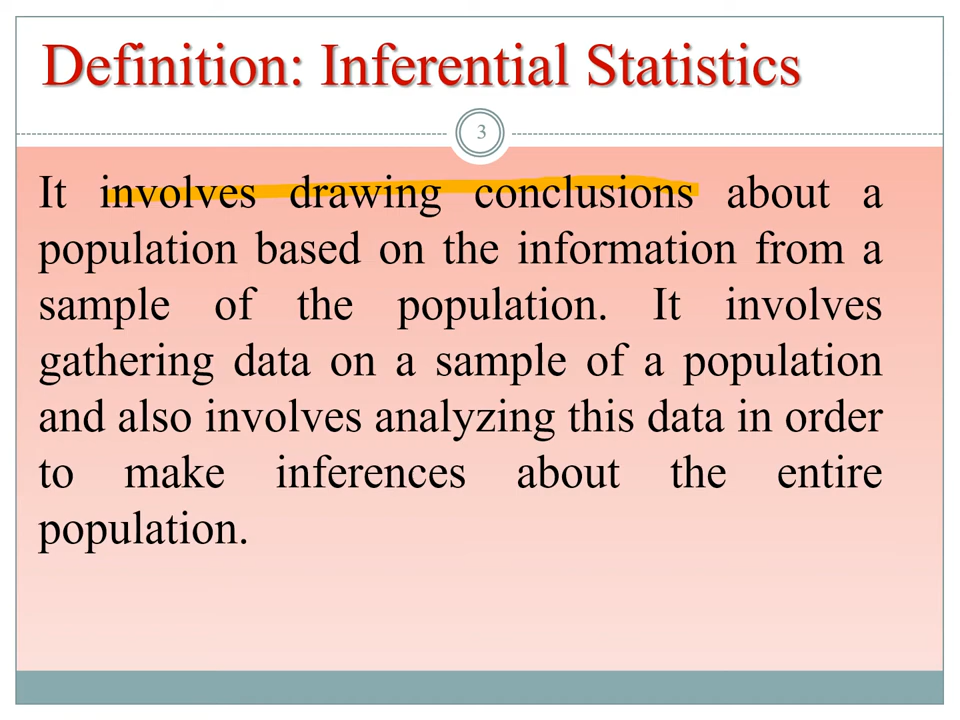 Definition: Inferential Statistics
3
It involves drawing conclusions about a
population based on the information from a
sample of the population. It involves
gathering data on a sample of a population
and also involves analyzing this data in order
to make inferences about the entire
population.